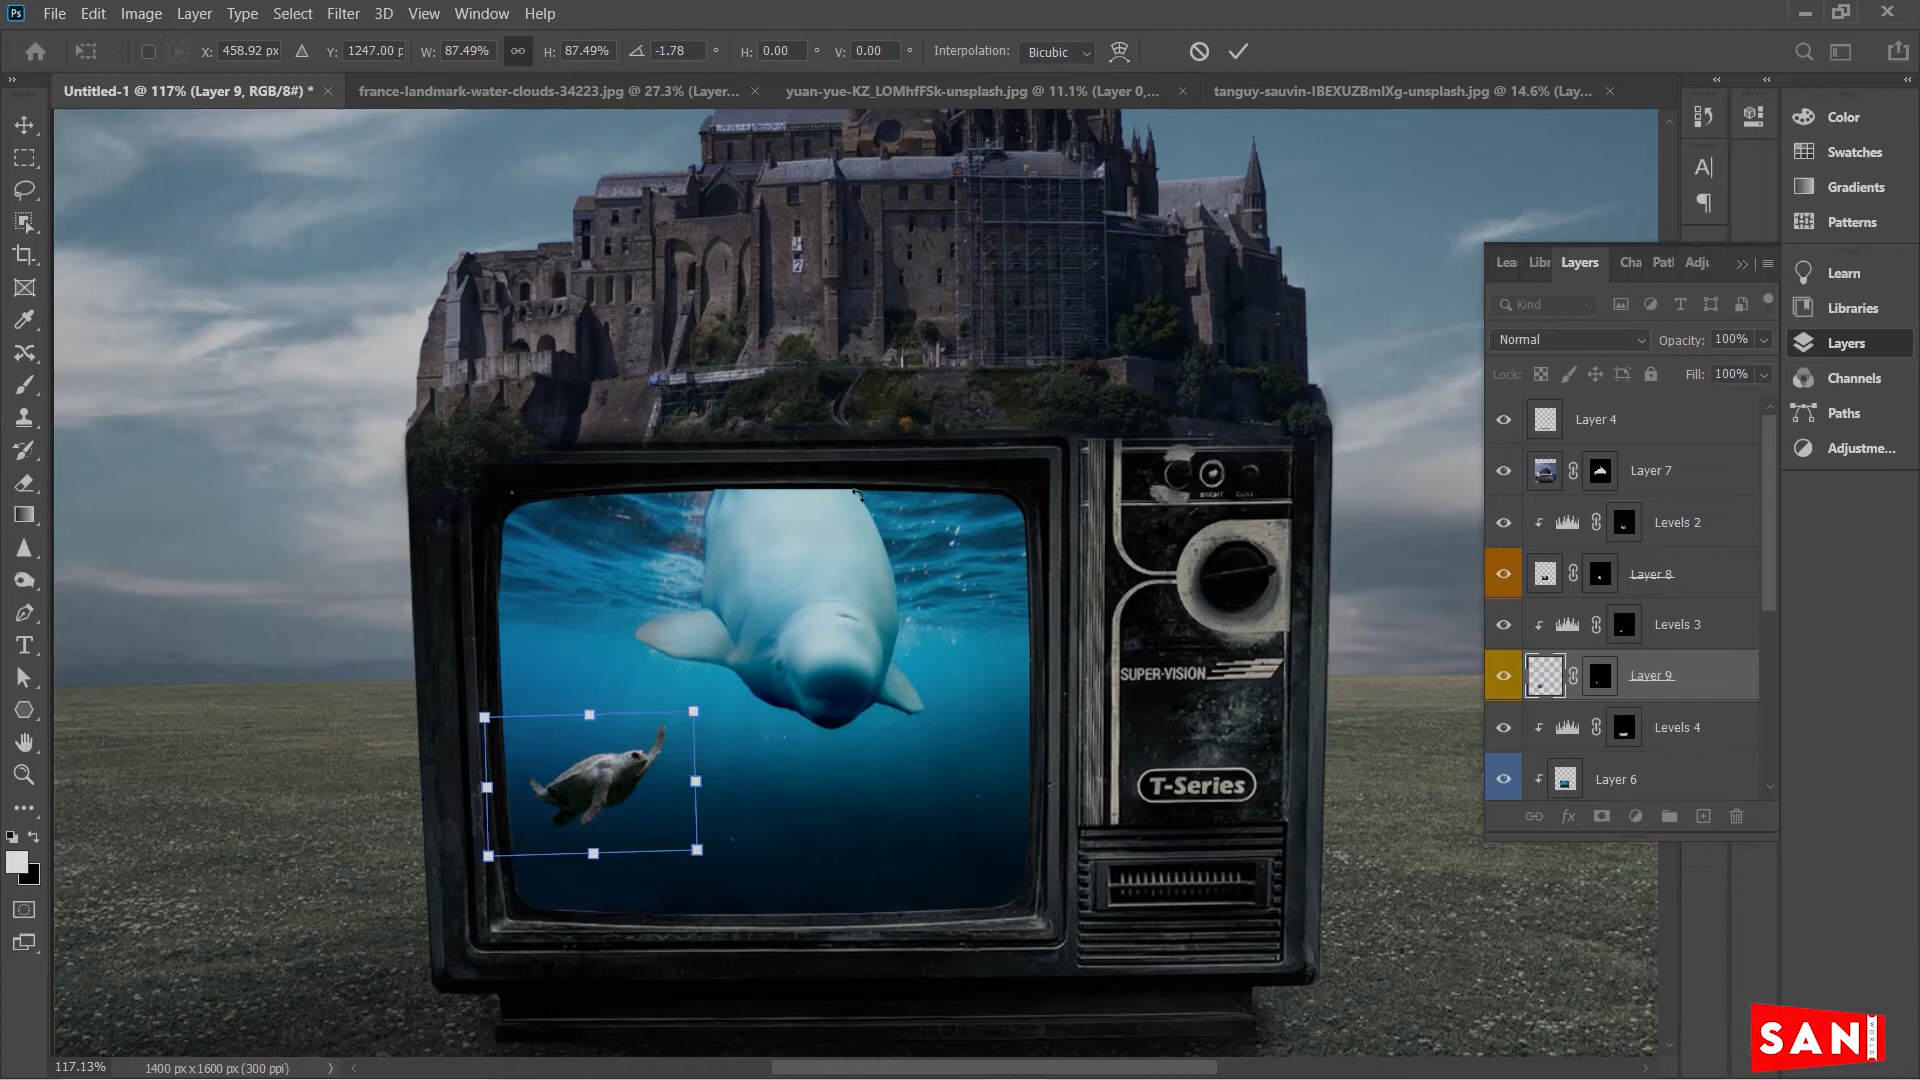 Ps File Edit Image Layer Type Select Filter 3D View Window Help
X: 458.92 px Y: 1247.00 p W: 87.49% H: 87.49% -1.78 ° H: 0.00 ° V: 0.00 ° Interpolation: Bicubic
Untitled-1 @ 117% (Layer 9, RGB/8#) * × france-landmark-water-clouds-34223.jpg @ 27.3% (Layer... × yuan-yue-KZ_LOMhfFSk-unsplash.jpg @ 11.1% (Layer 0,... × tanguy-sauvin-IBEXUZBmIXg-unsplash.jpg @ 14.6% (Lay... ×
Color
Swatches
Gradients
Patterns
Learn
Libraries
Layers
Channels
Paths
Adjustme...
Lea Libr Layers Cha Patl Adju
Kind
Normal Opacity: 100%
Lock: Fill: 100%
Layer 4
Layer 7
Levels 2
Layer 8
Levels 3
Layer 9
Levels 4
Layer 6
BRIGHT CONT
SUPER-VISION
T-Series
117.13% 1400 px x 1600 px (300 ppi)
SANI
WORLD